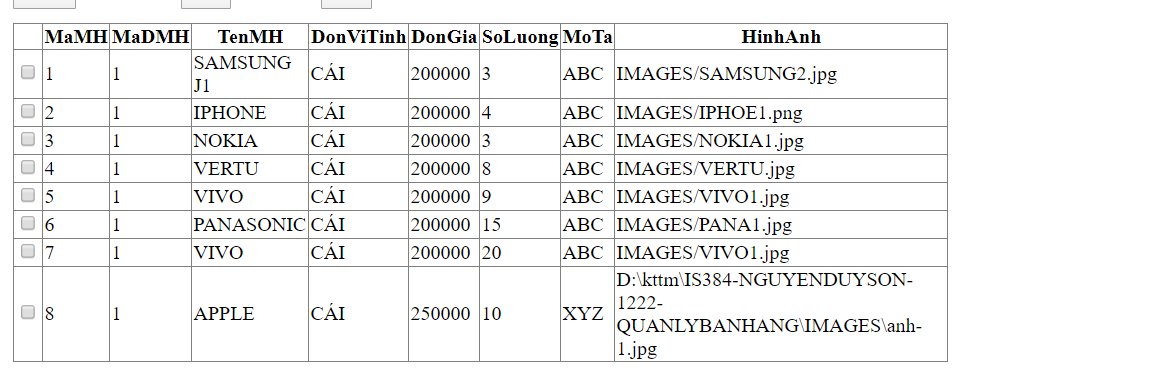 MaMH MaDMH TenMH DonViTinh DonGia SoLuong MoTa HinhAnh
1 1 SAMSUNG J1 CÁI 200000 3 ABC IMAGES/SAMSUNG2.jpg
2 1 IPHONE CÁI 200000 4 ABC IMAGES/IPHOE1.png
3 1 NOKIA CÁI 200000 3 ABC IMAGES/NOKIA1.jpg
4 1 VERTU CÁI 200000 8 ABC IMAGES/VERTU.jpg
5 1 VIVO CÁI 200000 9 ABC IMAGES/VIVO1.jpg
6 1 PANASONIC CÁI 200000 15 ABC IMAGES/PANA1.jpg
7 1 VIVO CÁI 200000 20 ABC IMAGES/VIVO1.jpg
8 1 APPLE CÁI 250000 10 XYZ D:\kttm\IS384-NGUYENDUYSON-
1222-
QUANLYBANHANG\IMAGES\anh-
1.jpg